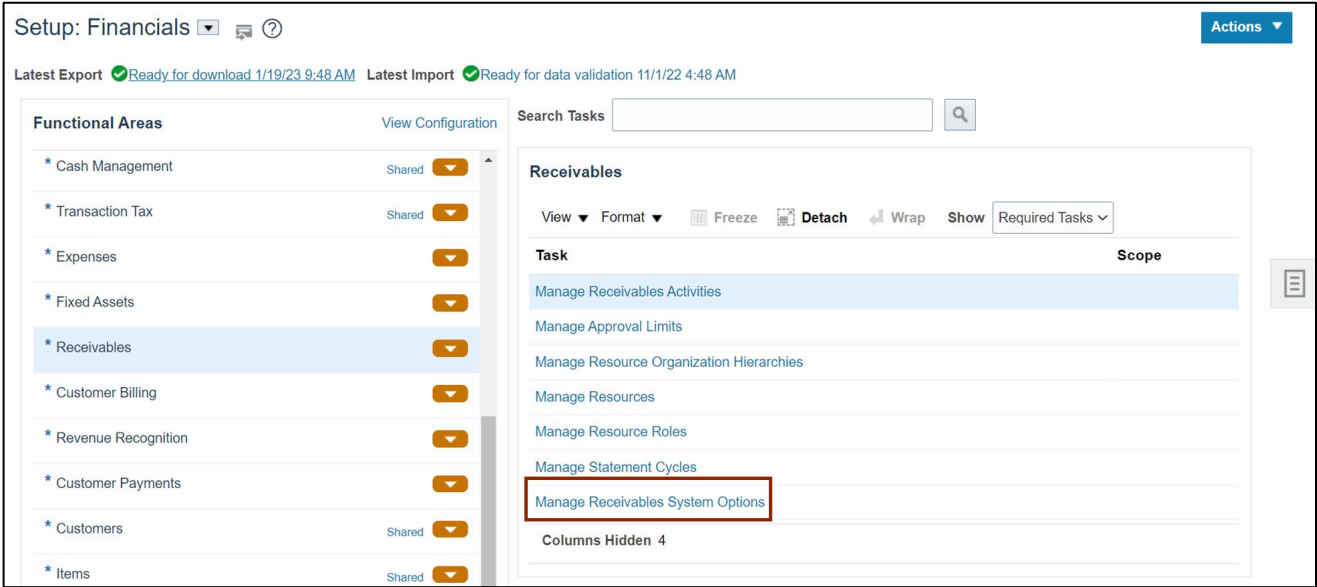 Setup: Financials
Actions
Latest Export Ready for download 1/19/23 9:48 AM Latest Import Ready for data validation 11/1/22 4:48 AM
Functional Areas View Configuration
* Cash Management Shared
* Transaction Tax Shared
* Expenses
* Fixed Assets
* Receivables
* Customer Billing
* Revenue Recognition
* Customer Payments
* Customers Shared
* Items Shared
Search Tasks
Receivables
View Format Freeze Detach Wrap Show Required Tasks
Task Scope
Manage Receivables Activities
Manage Approval Limits
Manage Resource Organization Hierarchies
Manage Resources
Manage Resource Roles
Manage Statement Cycles
Manage Receivables System Options
Columns Hidden 4